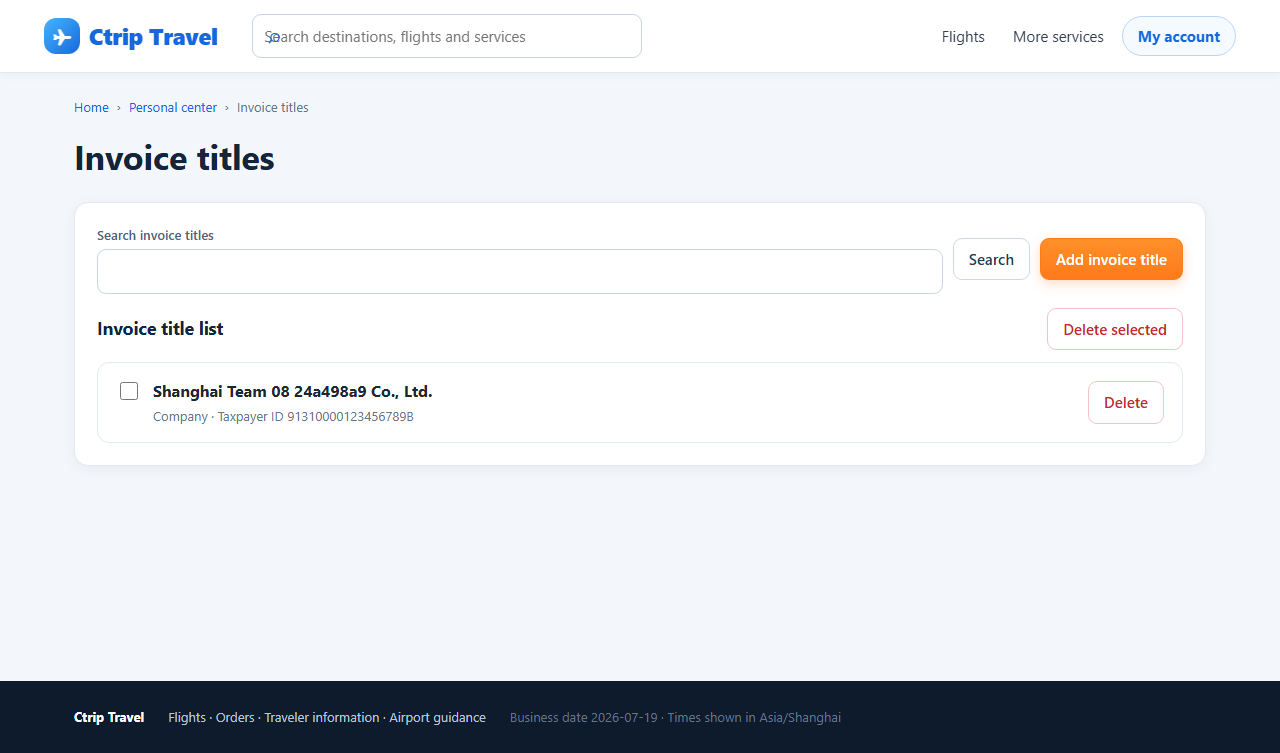 Ctrip Travel
Search destinations, flights and services
Flights
More services
My account
Home › Personal center › Invoice titles
Invoice titles
Search invoice titles
Search
Add invoice title
Invoice title list
Delete selected
Shanghai Team 08 24a498a9 Co., Ltd.
Company · Taxpayer ID 91310000123456789B
Delete
Ctrip Travel
Flights · Orders · Traveler information · Airport guidance
Business date 2026-07-19 · Times shown in Asia/Shanghai